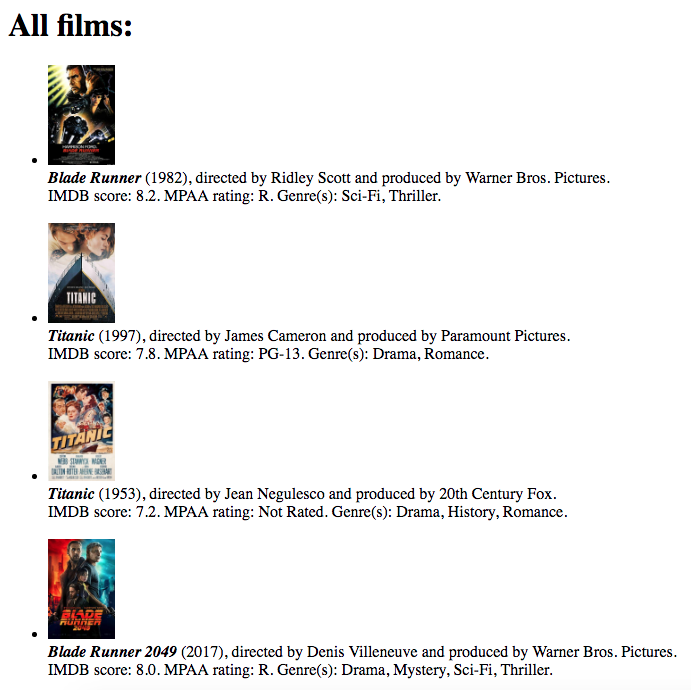 All films:
HARRISON FORD
BLADE RUNNER
Blade Runner (1982), directed by Ridley Scott and produced by Warner Bros. Pictures.
IMDB score: 8.2. MPAA rating: R. Genre(s): Sci-Fi, Thriller.
TITANIC
Titanic (1997), directed by James Cameron and produced by Paramount Pictures.
IMDB score: 7.8. MPAA rating: PG-13. Genre(s): Drama, Romance.
TITANIC
WEBB STANWYCK WAGNER
DALTON RITTER AHERNE BASEHART
Titanic (1953), directed by Jean Negulesco and produced by 20th Century Fox.
IMDB score: 7.2. MPAA rating: Not Rated. Genre(s): Drama, History, Romance.
BLADE
RUNNER
2049
Blade Runner 2049 (2017), directed by Denis Villeneuve and produced by Warner Bros. Pictures.
IMDB score: 8.0. MPAA rating: R. Genre(s): Drama, Mystery, Sci-Fi, Thriller.